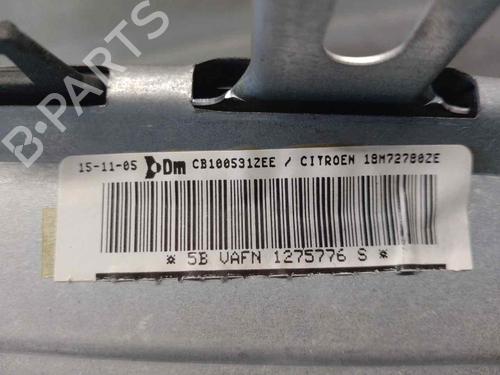 15-11-05 Dm CB100531ZEE / CITROEN 18M72780ZE
* 5B VAFN 1275776 S *
B-PARTS